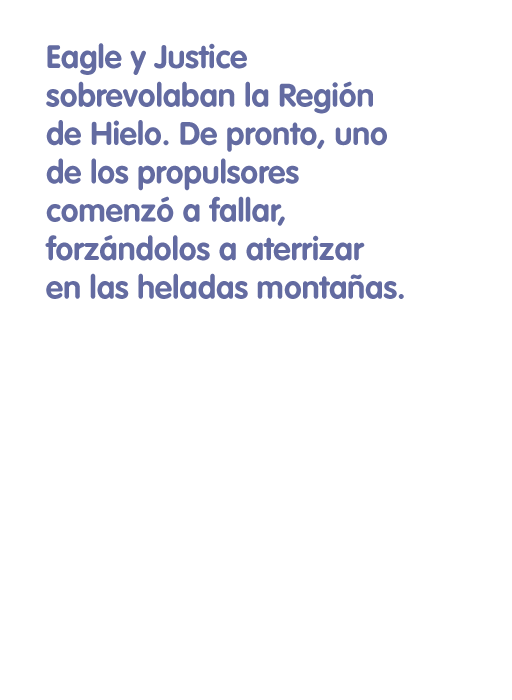 Eagle y Justice
sobrevolaban la Región
de Hielo. De pronto, uno
de los propulsores
comenzó a fallar,
forzándolos a aterrizar
en las heladas montañas.